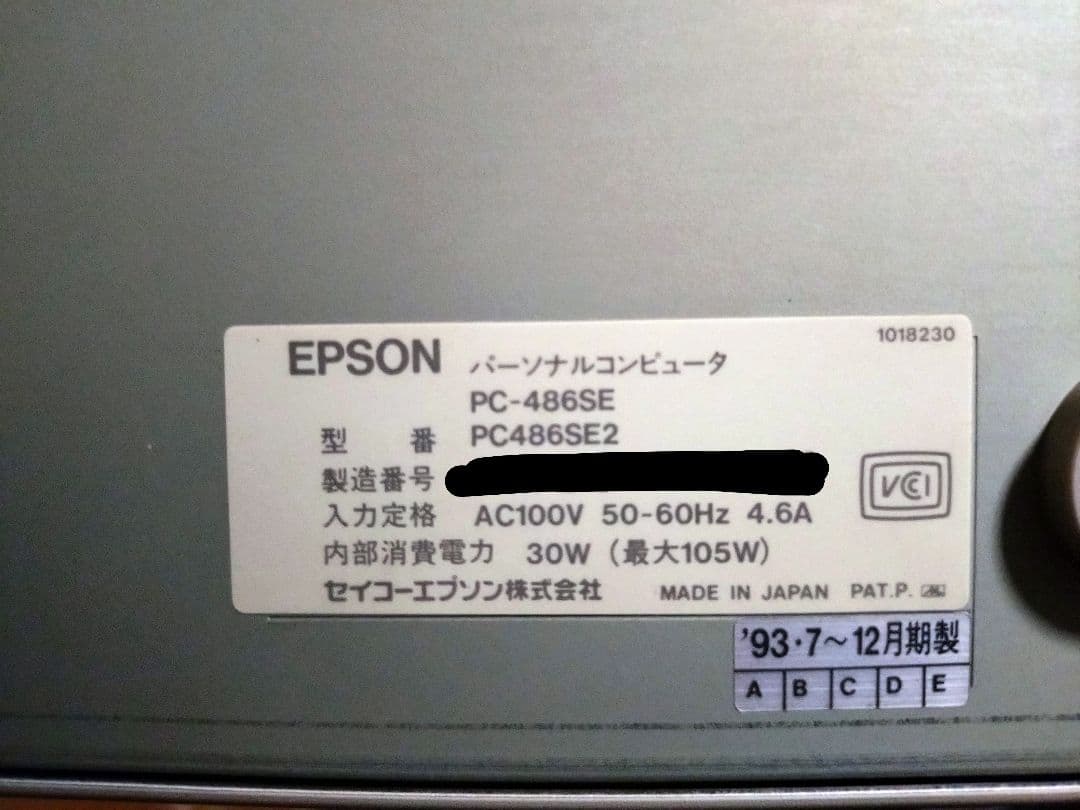 1018230
EPSON パーソナルコンピュータ
PC-486SE
型番 PC486SE2
製造番号
入力定格 AC100V 50-60Hz 4.6A
内部消費電力 30W (最大105W)
セイコーエプソン株式会社 MADE IN JAPAN PAT.P.
VCCI
'93・7～12月期製
A B C D E